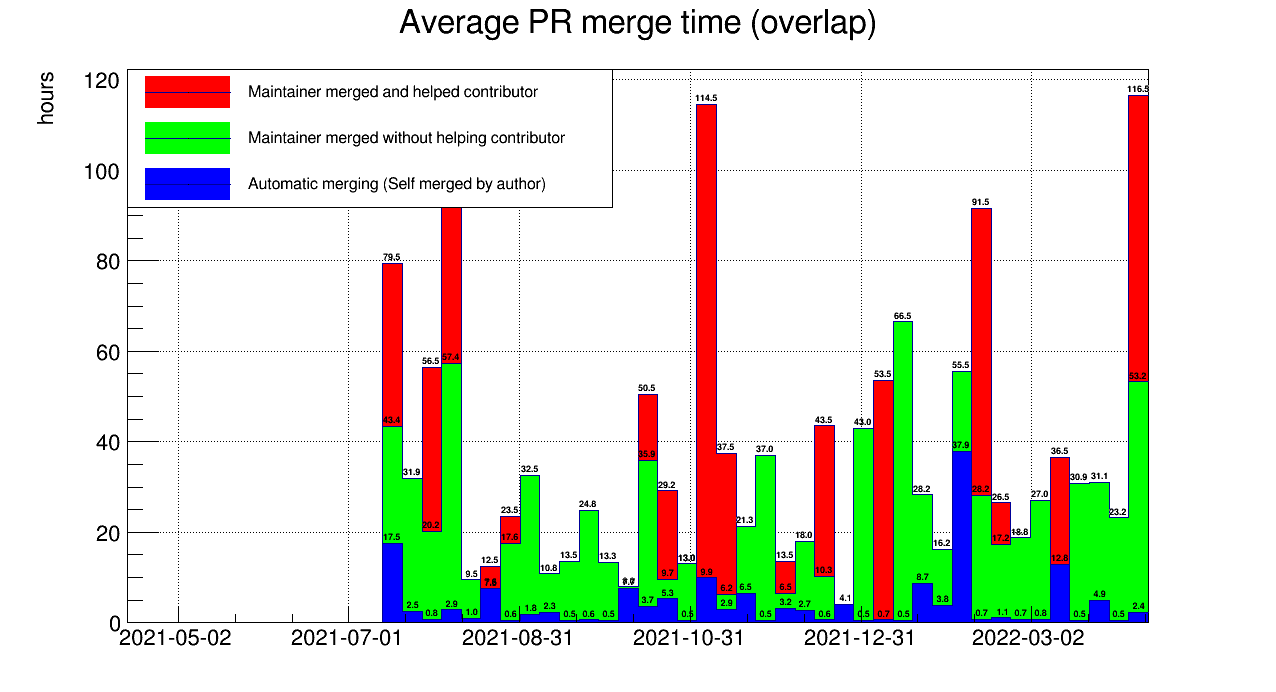 Average PR merge time (overlap)
hours
Maintainer merged and helped contributor
Maintainer merged without helping contributor
Automatic merging (Self merged by author)
120
100
80
60
40
20
0
79.5 43.4 17.5
31.9 2.5
56.5 20.2 0.8
57.4 2.9
9.5 1.0
12.5 7.6
23.5 17.6 0.6
32.5 1.8
10.8 2.3
13.5 0.5
24.8 0.6
13.3 0.5
50.5 35.9 3.7
29.2 9.7 5.3
13.0 0.5
114.5 9.9
37.5 6.2 2.9
21.3 6.5
37.0 0.5
13.5 6.5 3.2
18.0 2.7
43.5 10.3 0.6
4.1
43.0 0.5
53.5 0.7
66.5 0.5
28.2 8.7
16.2 3.8
55.5 37.9
91.5 28.2 0.7
26.5 17.2 1.1
18.8 0.7
27.0 0.8
36.5 12.8
30.9 0.5
31.1 4.9
23.2 0.5
116.5 53.2 2.4
2021-05-02 2021-07-01 2021-08-31 2021-10-31 2021-12-31 2022-03-02